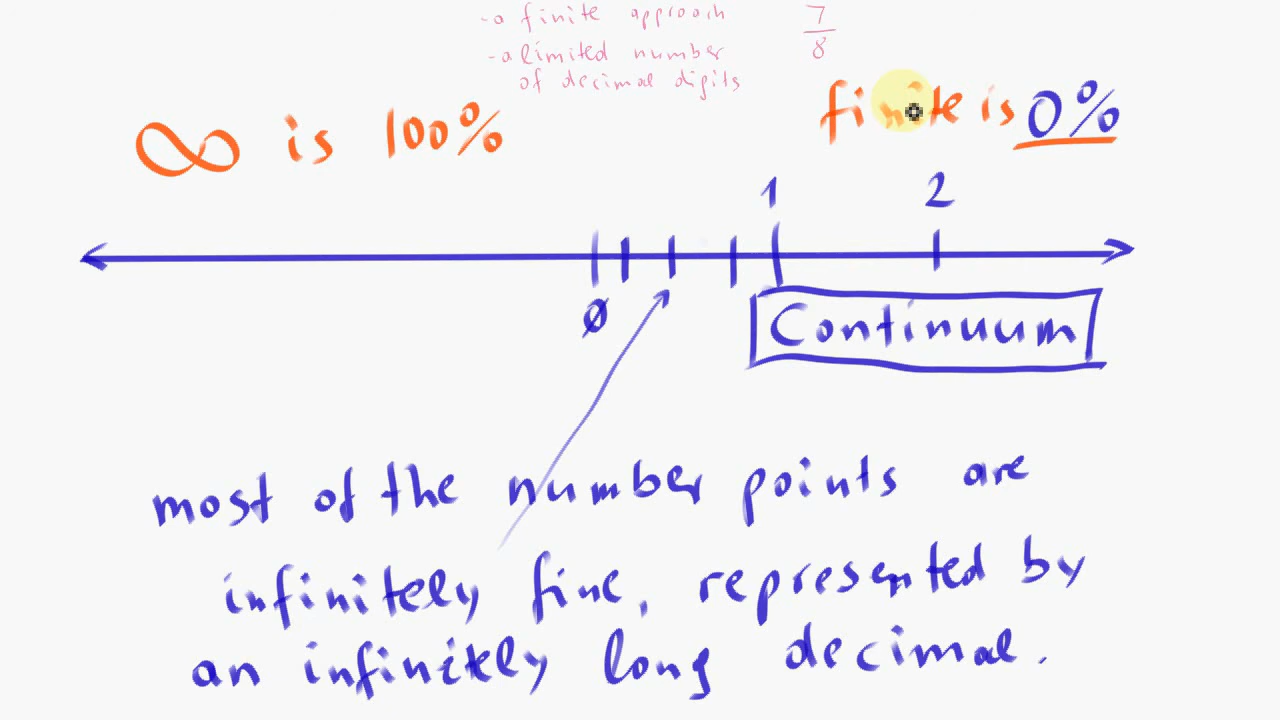 -a finite approach
7
8
-a limited number
of decimal digits
∞ is 100%
finite is 0%
1
2
0
Continuum
most of the number points are
infinitely fine, represented by
an infinitely long decimal.